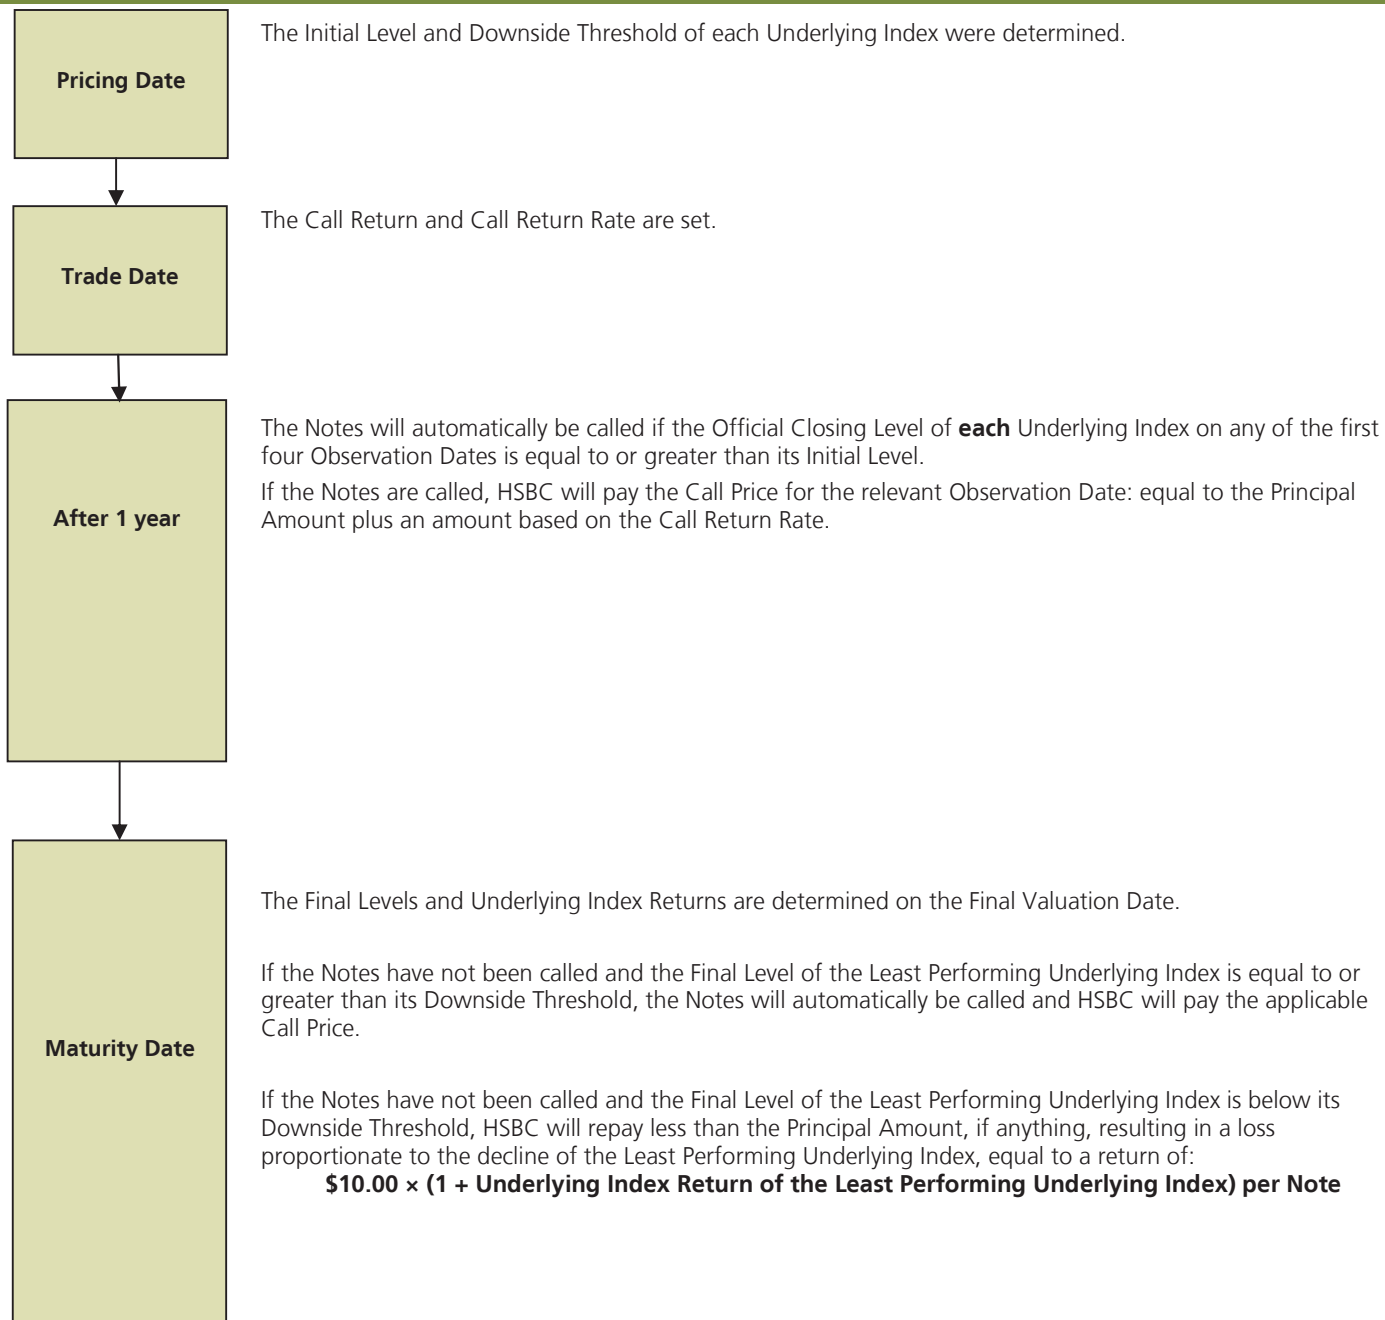 Pricing Date
The Initial Level and Downside Threshold of each Underlying Index were determined.
Trade Date
The Call Return and Call Return Rate are set.
After 1 year
The Notes will automatically be called if the Official Closing Level of each Underlying Index on any of the first
four Observation Dates is equal to or greater than its Initial Level.
If the Notes are called, HSBC will pay the Call Price for the relevant Observation Date: equal to the Principal
Amount plus an amount based on the Call Return Rate.
Maturity Date
The Final Levels and Underlying Index Returns are determined on the Final Valuation Date.
If the Notes have not been called and the Final Level of the Least Performing Underlying Index is equal to or
greater than its Downside Threshold, the Notes will automatically be called and HSBC will pay the applicable
Call Price.
If the Notes have not been called and the Final Level of the Least Performing Underlying Index is below its
Downside Threshold, HSBC will repay less than the Principal Amount, if anything, resulting in a loss
proportionate to the decline of the Least Performing Underlying Index, equal to a return of:
$10.00 × (1 + Underlying Index Return of the Least Performing Underlying Index) per Note